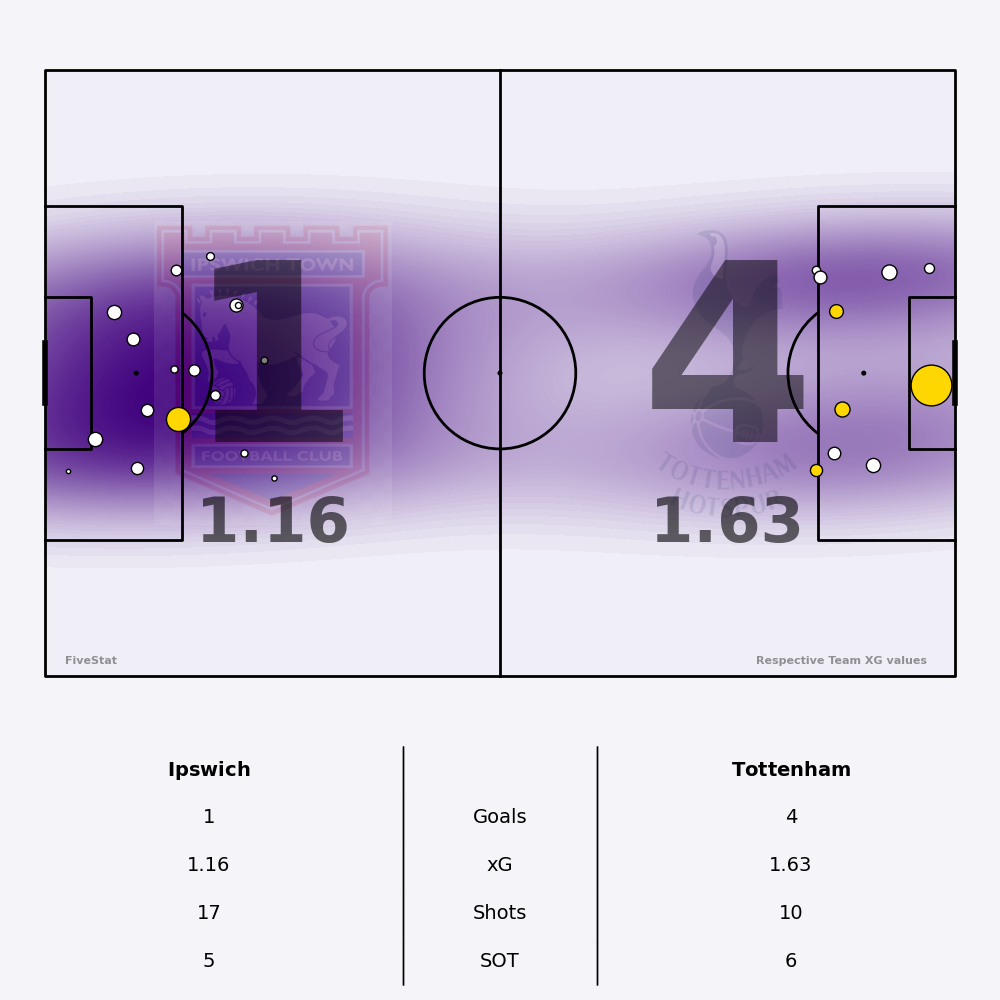 IPSWICH TOWN
FOOTBALL CLUB
1
4
TOTTENHAM
HOTSPUR
1.16
1.63
FiveStat
Respective Team XG values
Ipswich Tottenham
1 Goals 4
1.16 xG 1.63
17 Shots 10
5 SOT 6